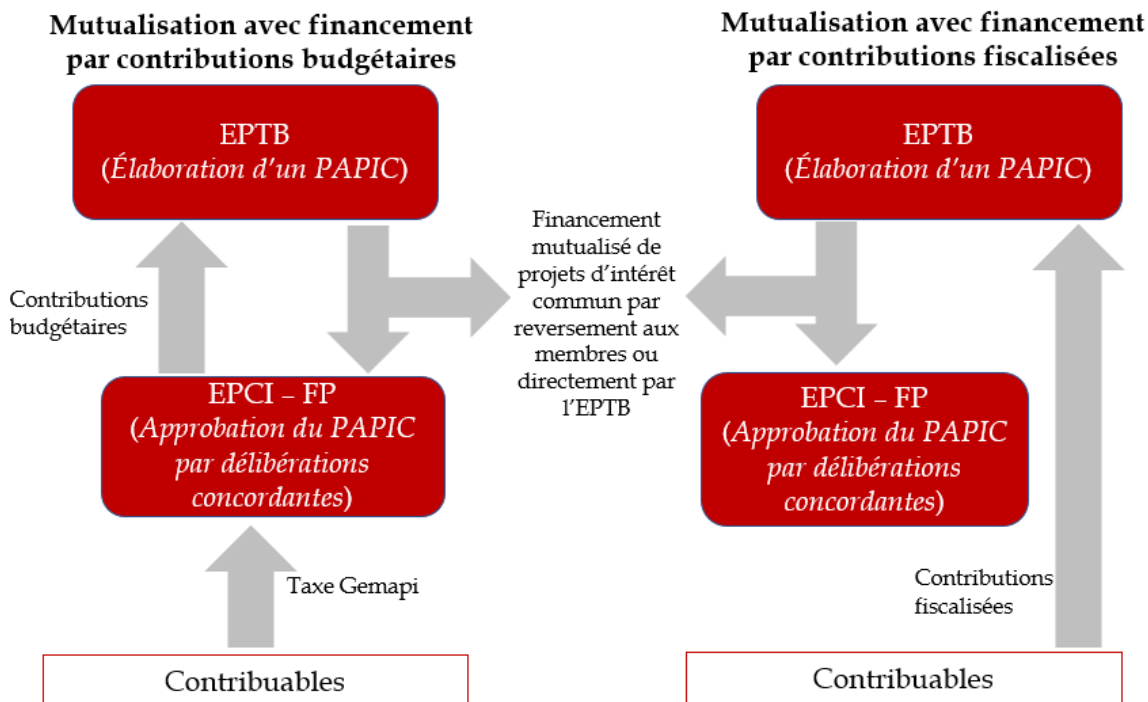 Mutualisation avec financement
par contributions budgétaires
EPTB
(Élaboration d’un PAPIC)
Contributions
budgétaires
EPCI – FP
(Approbation du PAPIC
par délibérations
concordantes)
Taxe Gemapi
Contribuables
Financement
mutualisé de
projets d’intérêt
commun par
reversement aux
membres ou
directement par
l’EPTB
Mutualisation avec financement
par contributions fiscalisées
EPTB
(Élaboration d’un PAPIC)
EPCI – FP
(Approbation du PAPIC
par délibérations
concordantes)
Contributions
fiscalisées
Contribuables